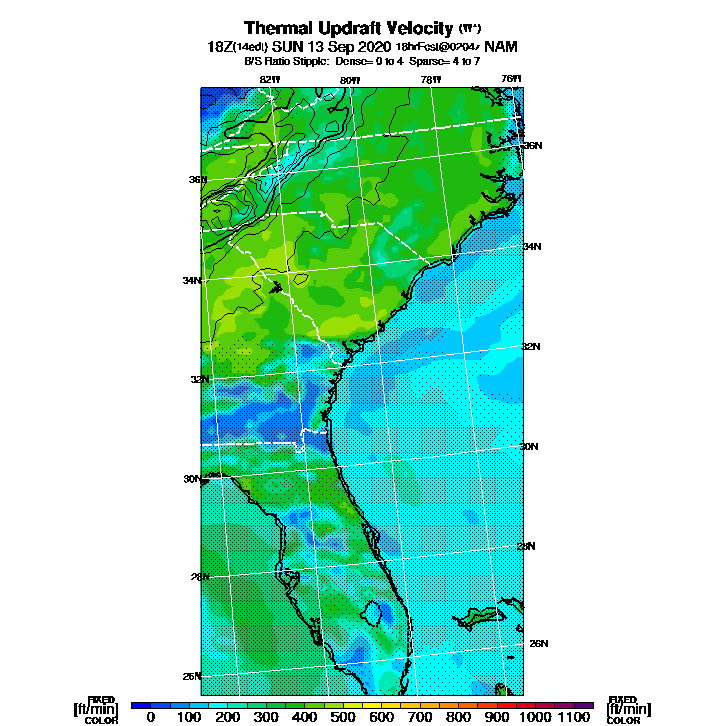 Thermal Updraft Velocity (W*)
18Z(14edt) SUN 13 Sep 2020 18hrFcst@0204z NAM
B/S Ratio Stipple: Dense= 0 to 4 Sparse= 4 to 7
82W 80W 78W 76W
36N
36N
34N
34N
32N
32N
30N
30N
28N
28N
26N
26N
FIXED FIXED
[ft/min] 0 100 200 300 400 500 600 700 800 900 1000 1100 [ft/min]
COLOR COLOR